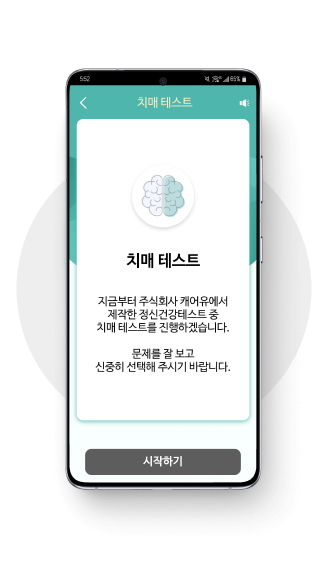 5:52
65%
치매 테스트
치매 테스트
지금부터 주식회사 캐어유에서
제작한 정신건강테스트 중
치매 테스트를 진행하겠습니다.
문제를 잘 보고
신중히 선택해 주시기 바랍니다.
시작하기